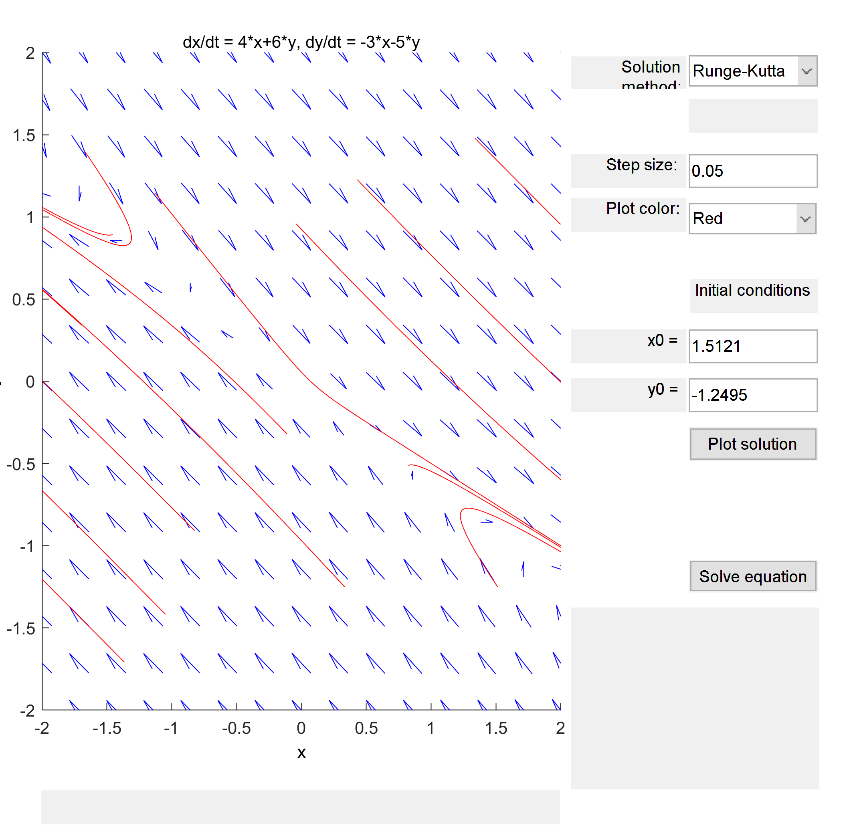 dx/dt = 4*x+6*y, dy/dt = -3*x-5*y
2
1.5
1
0.5
0
-0.5
-1
-1.5
-2
-2
-1.5
-1
-0.5
0
0.5
1
1.5
2
x
Solution
method:
Runge-Kutta
Step size:
0.05
Plot color:
Red
Initial conditions
x0 =
1.5121
y0 =
-1.2495
Plot solution
Solve equation